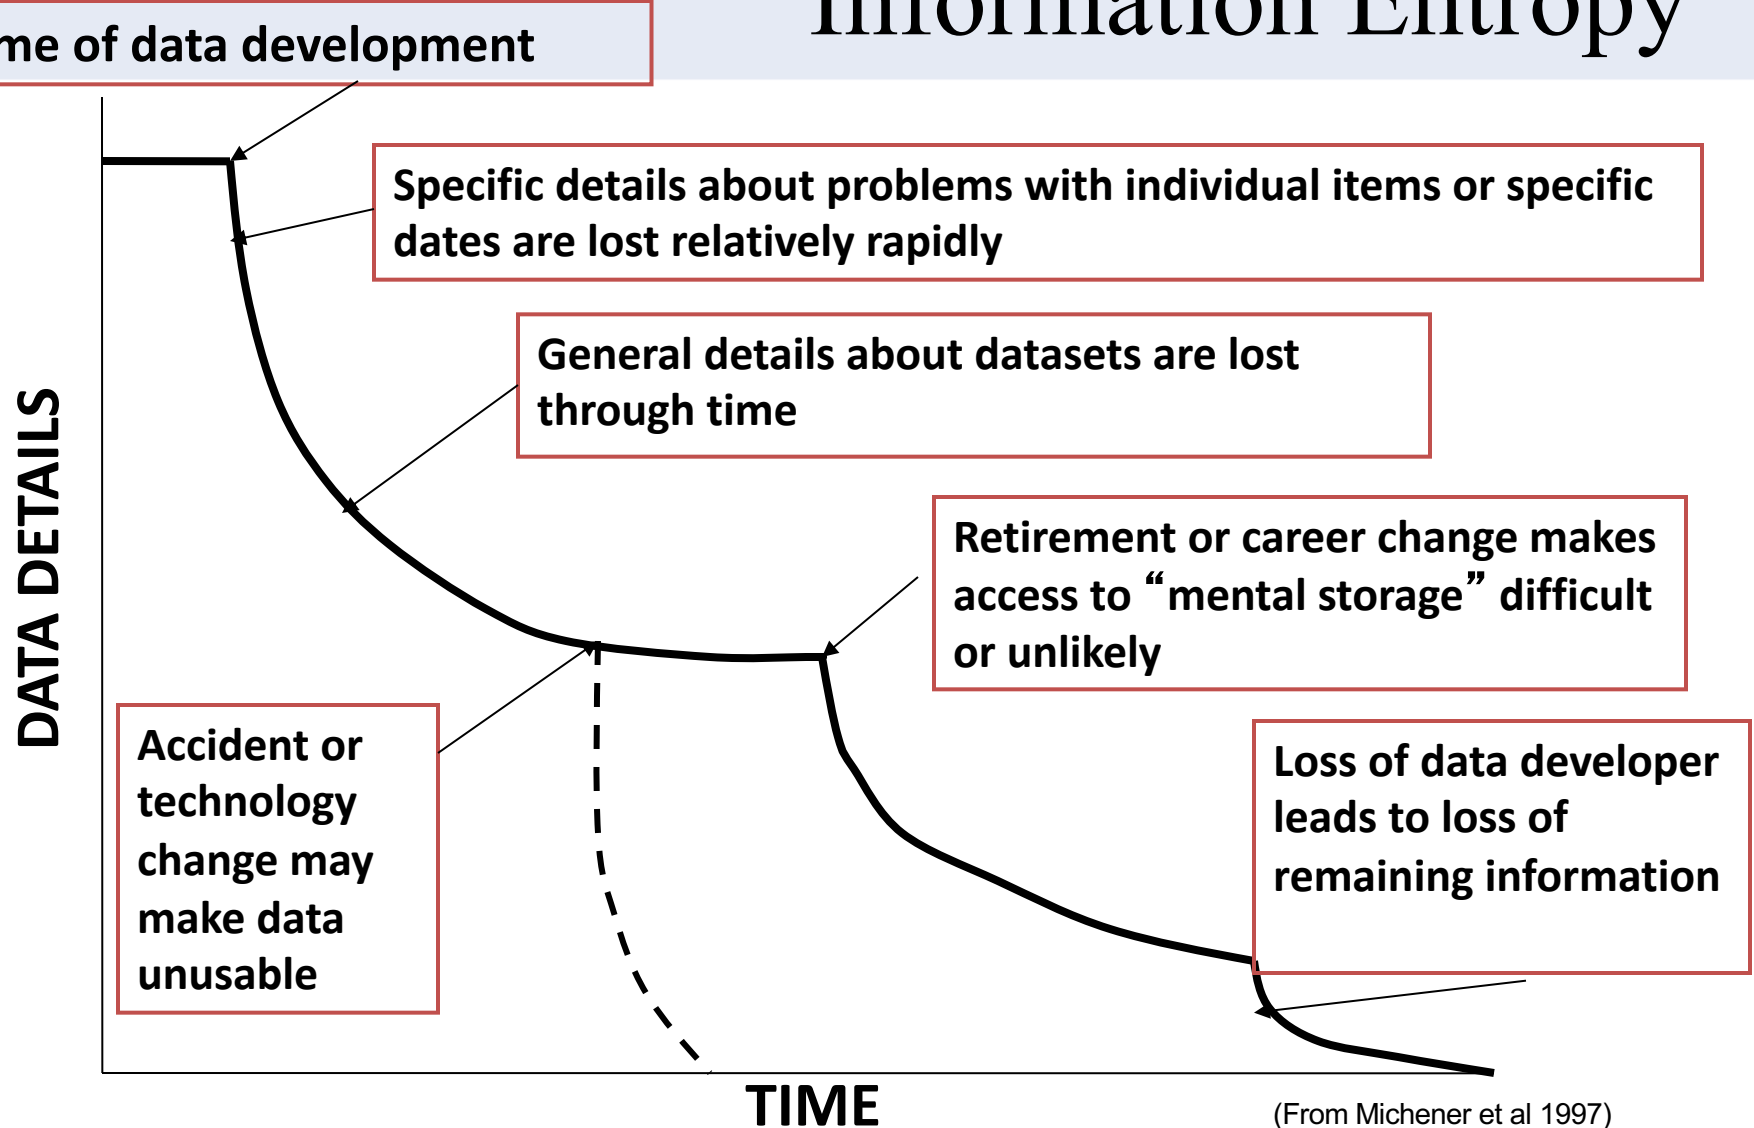 Information Entropy
me of data development
Specific details about problems with individual items or specific
dates are lost relatively rapidly
General details about datasets are lost
through time
Retirement or career change makes
access to “mental storage” difficult
or unlikely
Accident or
technology
change may
make data
unusable
Loss of data developer
leads to loss of
remaining information
DATA DETAILS
TIME
(From Michener et al 1997)